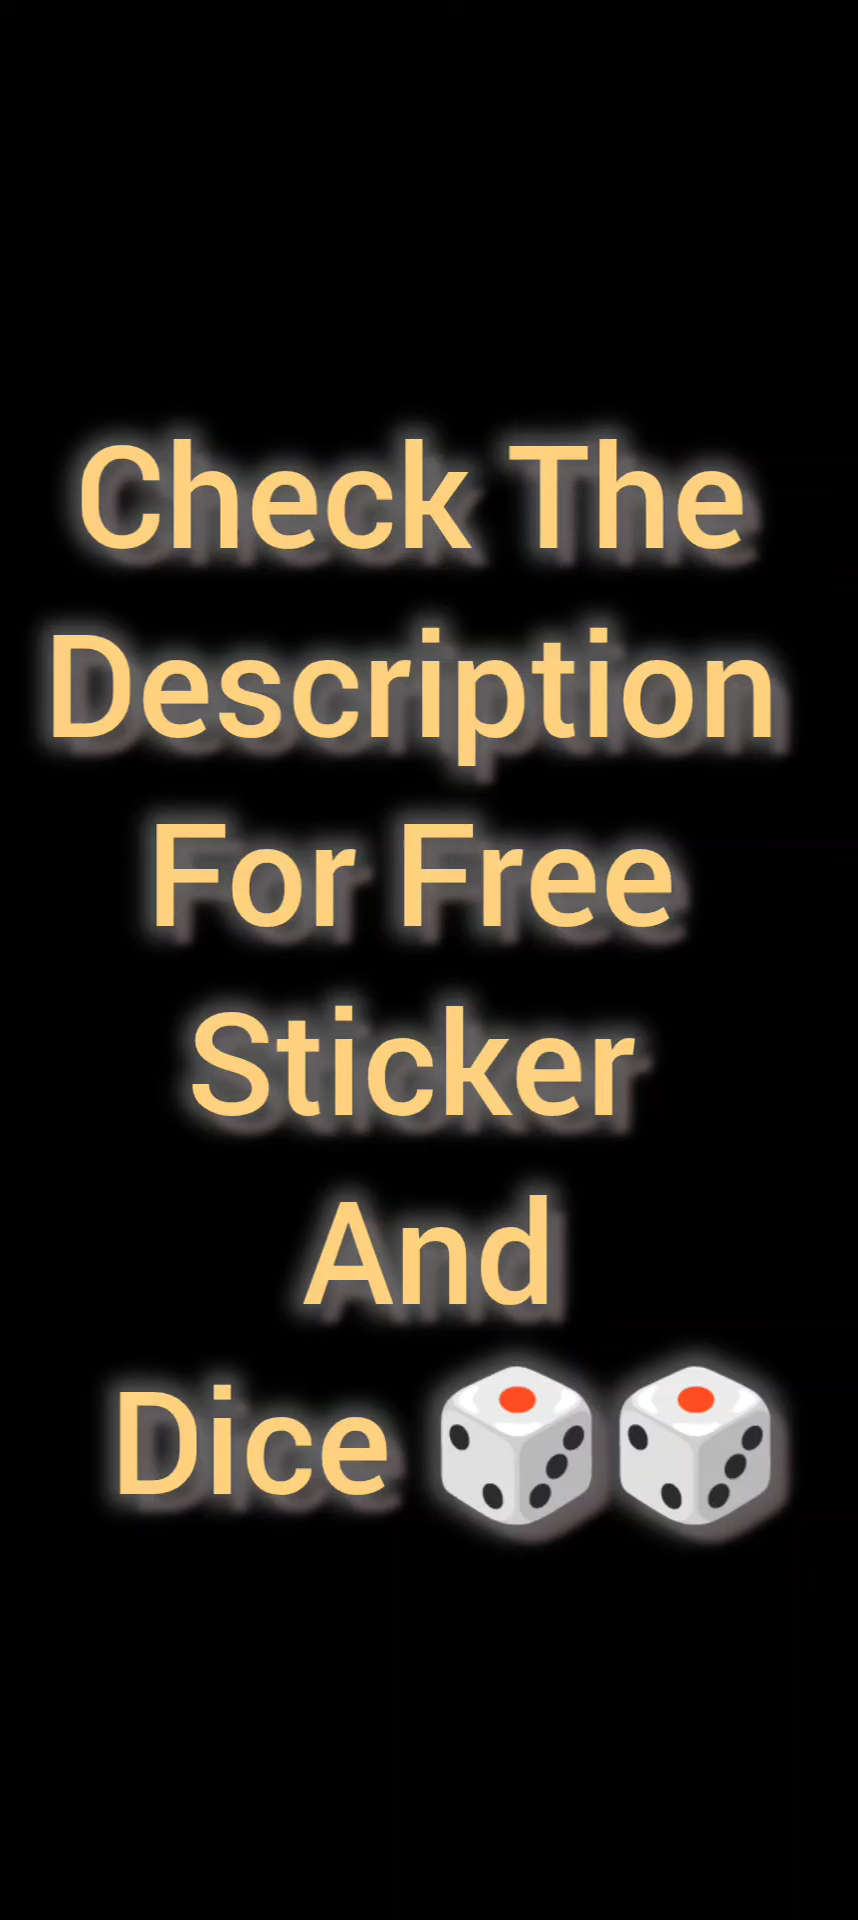 Check The
Description
For Free
Sticker
And
Dice 🎲🎲